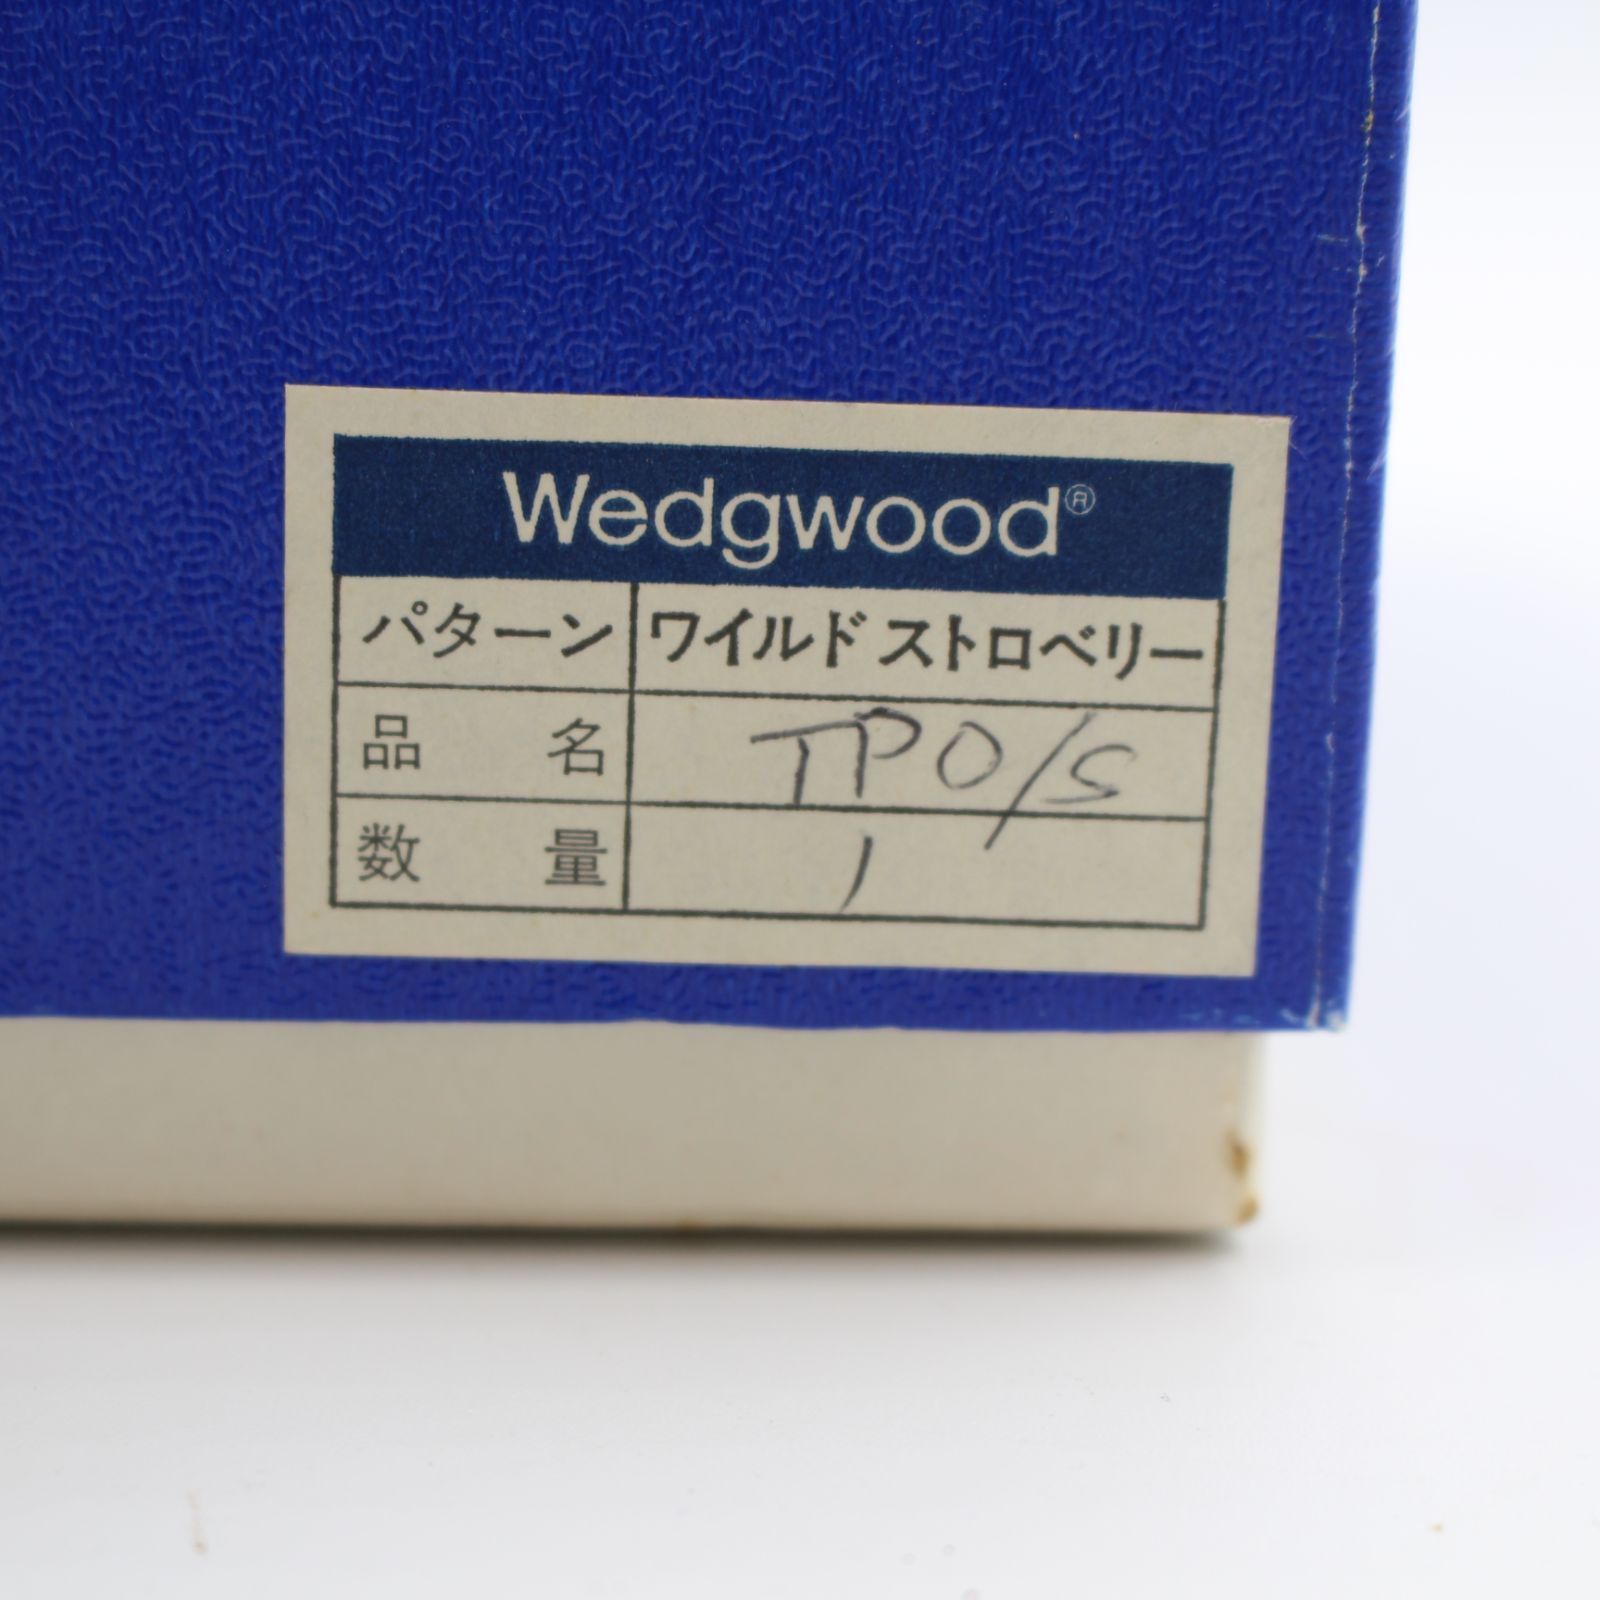 Wedgwood®
パターン ワイルド ストロベリー
品 名 TPO/S
数 量 1